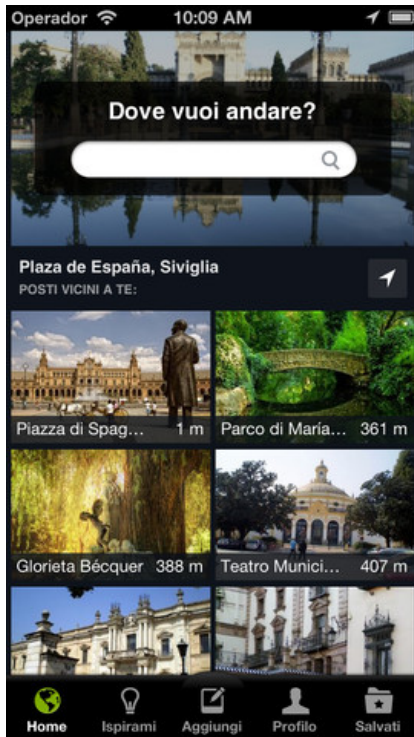 Operador 10:09 AM
Dove vuoi andare?
Plaza de España, Siviglia
POSTI VICINI A TE:
Piazza di Spag... 1 m
Parco di María... 361 m
Glorieta Bécquer 388 m
Teatro Munici... 407 m
Home Ispirami Aggiungi Profilo Salvati